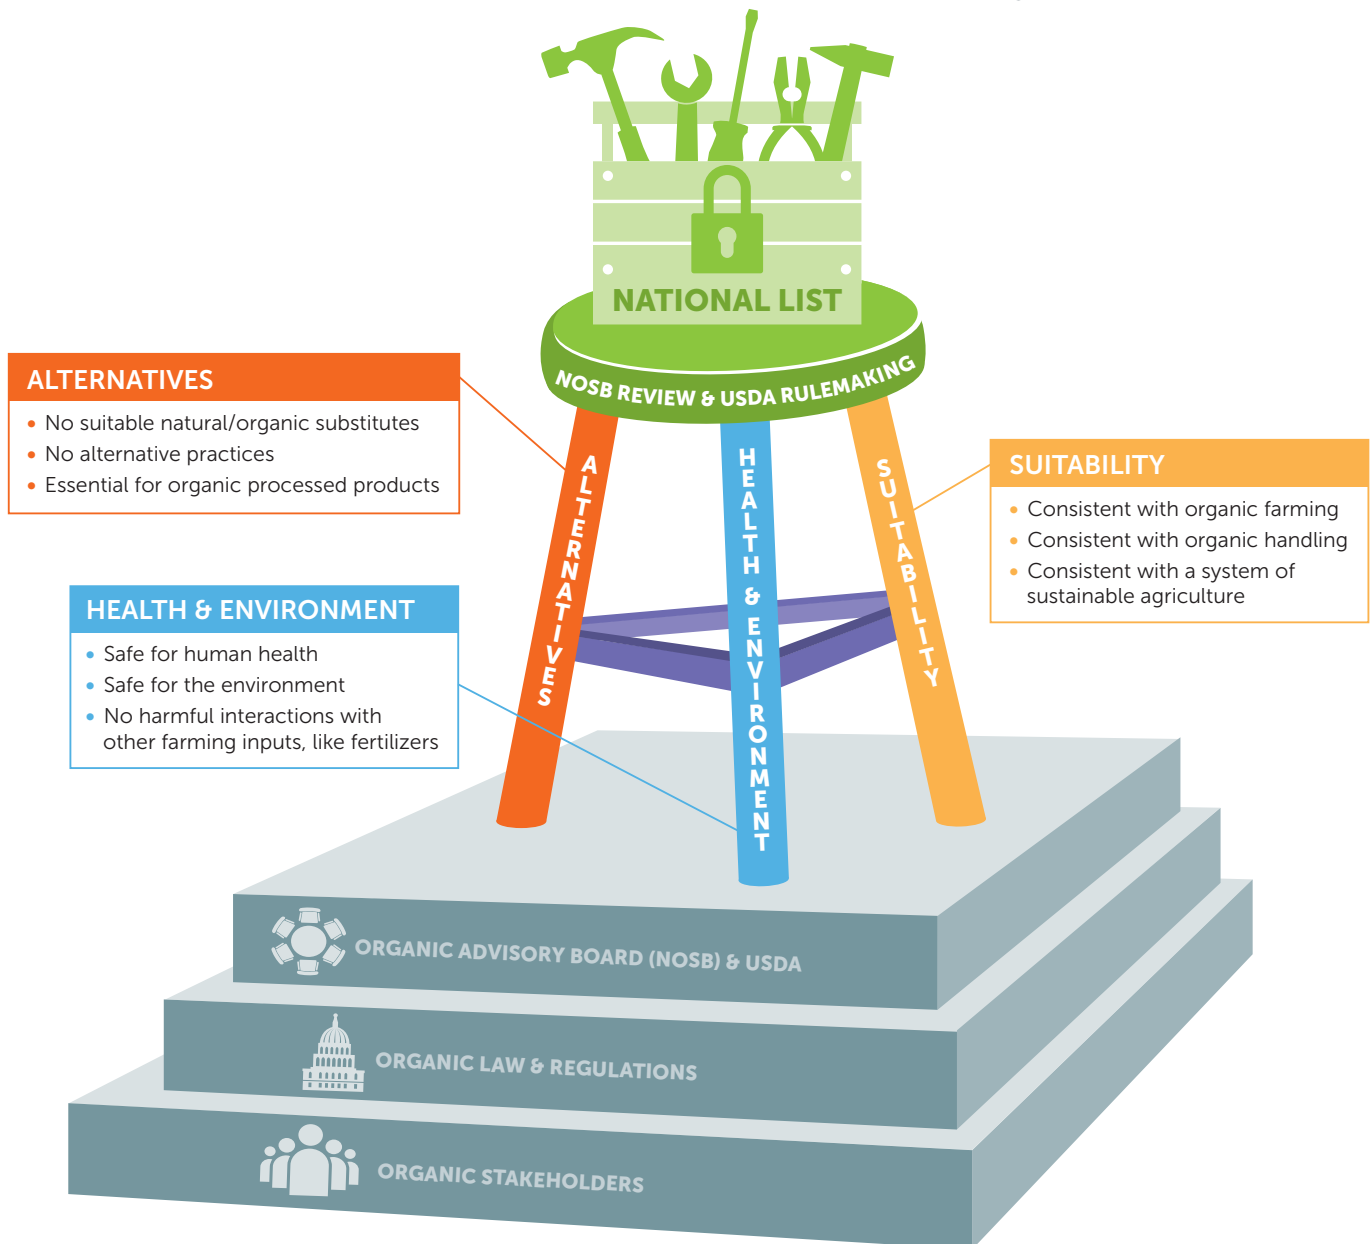 NATIONAL LIST
NOSB REVIEW & USDA RULEMAKING
ALTERNATIVES
• No suitable natural/organic substitutes
• No alternative practices
• Essential for organic processed products
HEALTH & ENVIRONMENT
• Safe for human health
• Safe for the environment
• No harmful interactions with
other farming inputs, like fertilizers
SUITABILITY
• Consistent with organic farming
• Consistent with organic handling
• Consistent with a system of
sustainable agriculture
ALTERNATIVES
HEALTH & ENVIRONMENT
SUITABILITY
ORGANIC ADVISORY BOARD (NOSB) & USDA
ORGANIC LAW & REGULATIONS
ORGANIC STAKEHOLDERS